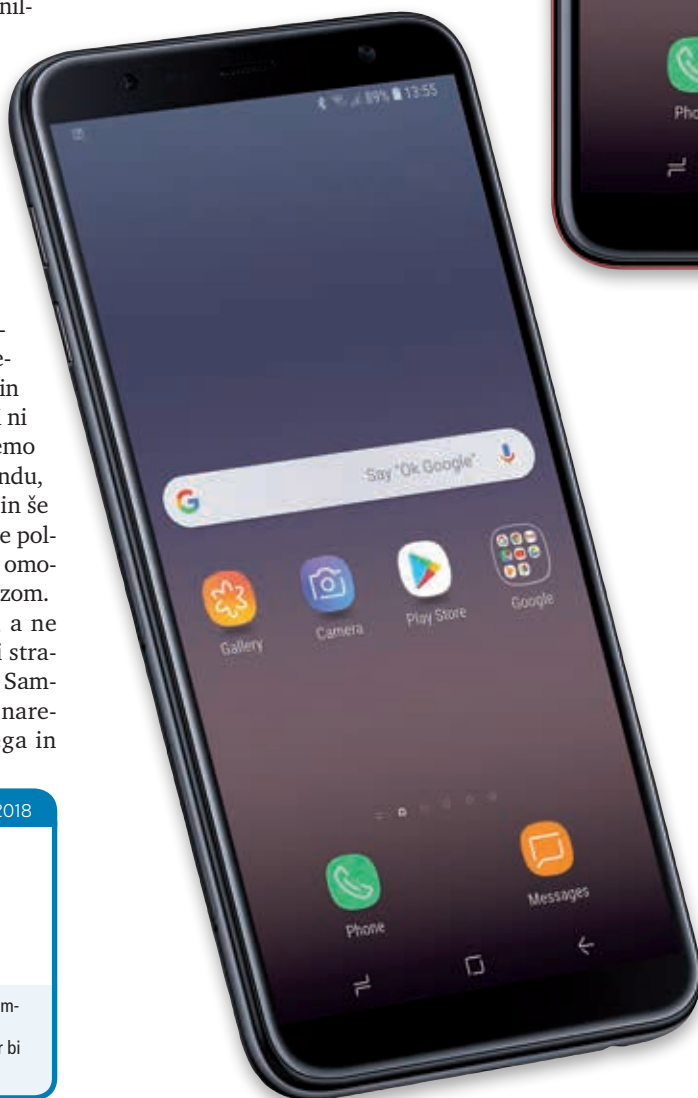 nil-
-
e-
in
ni
emo
ndu,
in še
e pol-
omo-
zom.
a ne
i stra-
Sam-
nare-
ega in
2018
m-
r bi
89% 13:55
Say "Ok Google"
Gallery
Camera
Play Store
Google
Phone
Messages
Pho